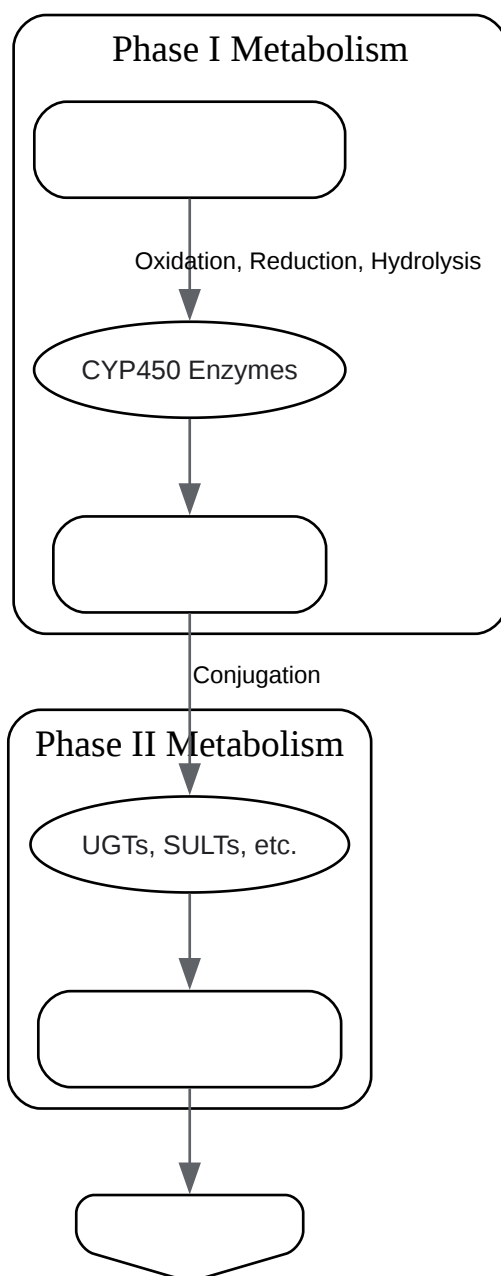 Phase I Metabolism
Oxidation, Reduction, Hydrolysis
CYP450 Enzymes
Conjugation
Phase II Metabolism
UGTs, SULTs, etc.